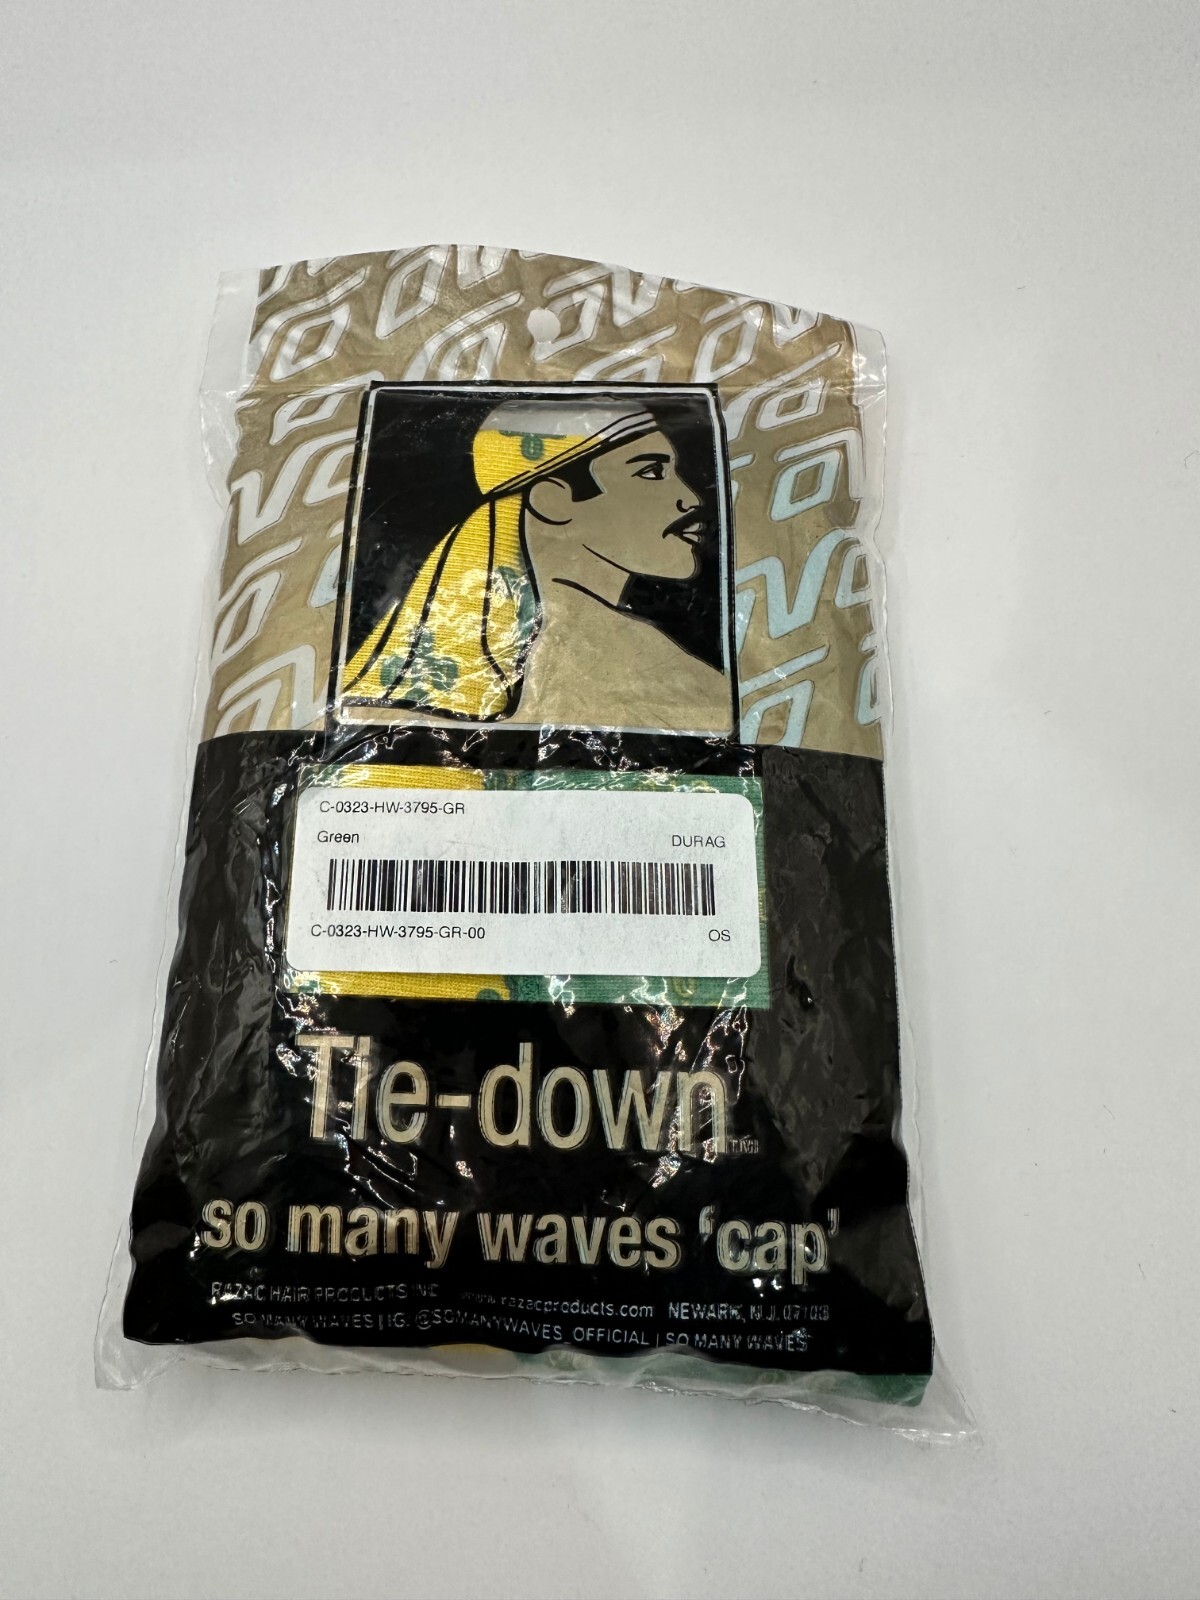 C-0323-HW-3795-GR
Green DURAG
C-0323-HW-3795-GR-00 OS
Tie-down TM
so many waves 'cap'
RAZAC HAIR PRODUCTS INC www.razacproducts.com NEWARK, N.J. 07103
SO MANY WAVES | IG: @SOMANYWAVES_OFFICIAL | SO MANY WAVES